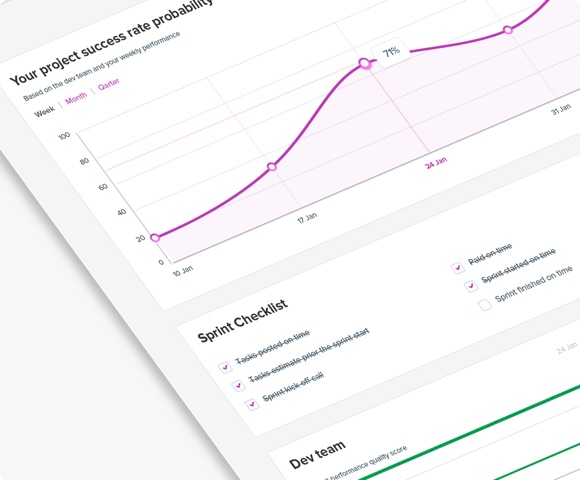 Your project success rate probability
Based on the dev team and your weekly performance
Week | Month | Qarter
100
80
60
40
20
0
71%
10 Jan
17 Jan
24 Jan
31 Jan
Sprint Checklist
Tasks posted on time
Tasks estimate prior the sprint start
Sprint kick off call
Paid on time
Sprint started on time
Sprint finished on time
Dev team
performance quality score
24 Jan